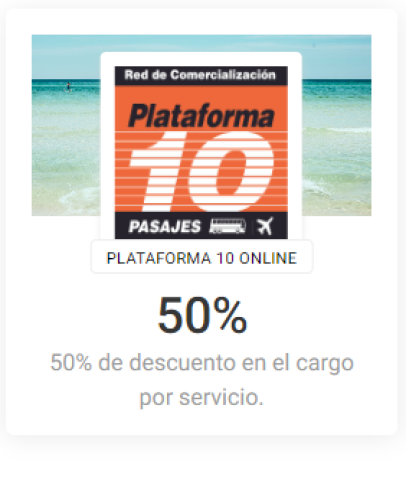 Red de Comercialización
Plataforma
10
PASAJES
PLATAFORMA 10 ONLINE
50%
50% de descuento en el cargo
por servicio.